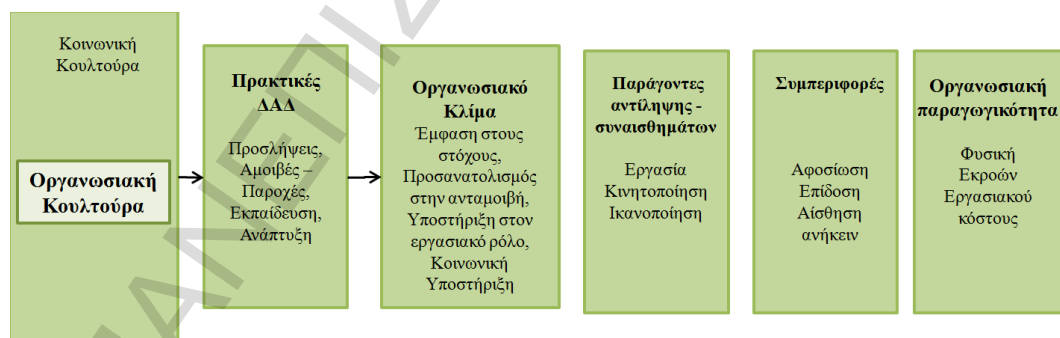 Κοινωνική
Κουλτούρα
Οργανωσιακή
Κουλτούρα
Πρακτικές
ΔΑΔ
Προσλήψεις,
Αμοιβές –
Παροχές,
Εκπαίδευση,
Ανάπτυξη
Οργανωσιακό
Κλίμα
Έμφαση στους
στόχους,
Προσανατολισμός
στην ανταμοιβή,
Υποστήριξη στον
εργασιακό ρόλο,
Κοινωνική
Υποστήριξη
Παράγοντες
αντίληψης -
συναισθημάτων
Εργασία
Κινητοποίηση
Ικανοποίηση
Συμπεριφορές
Αφοσίωση
Επίδοση
Αίσθηση
ανήκειν
Οργανωσιακή
παραγωγικότητα
Φυσική
Εκροών
Εργασιακού
κόστους